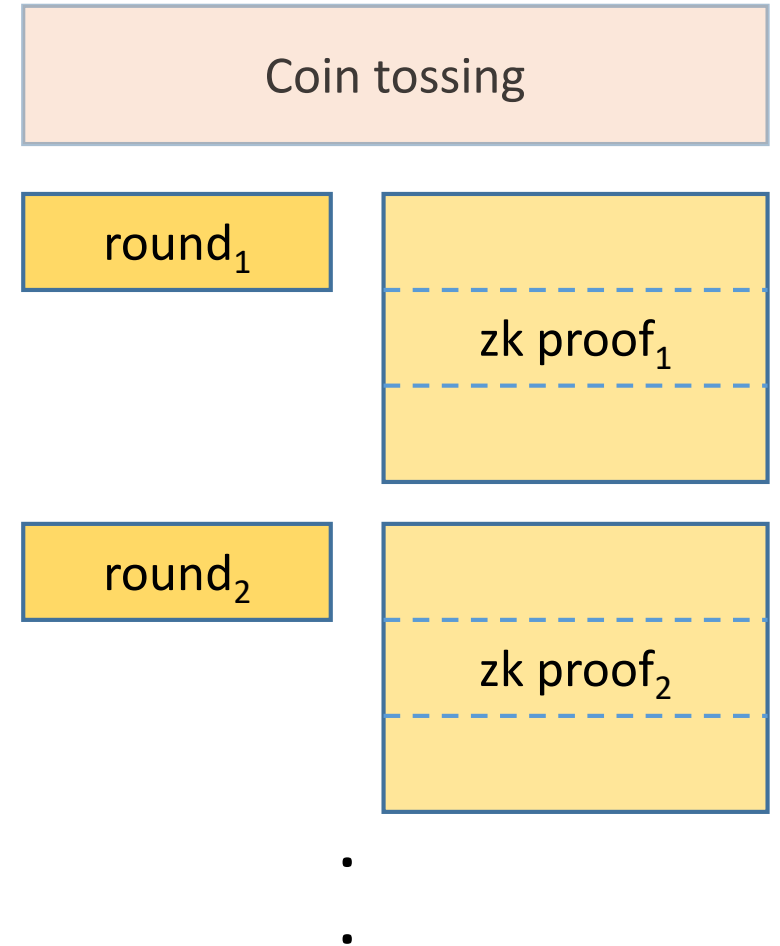 Coin tossing
round₁
zk proof₁
round₂
zk proof₂
.
.